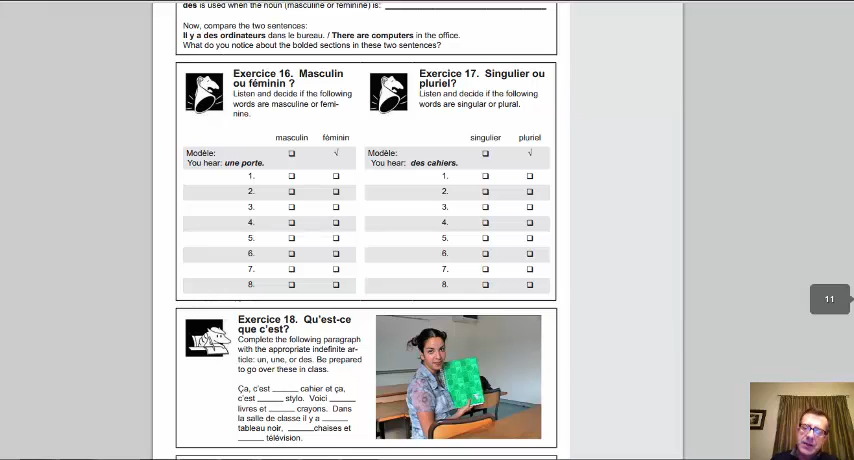 des is used when the noun (masculine or feminine) is:
Now, compare the two sentences:
Il y a des ordinateurs dans le bureau. / There are computers in the office.
What do you notice about the bolded sections in these two sentences?
Exercice 16. Masculin
ou féminin ?
Listen and decide if the following
words are masculine or femi-
nine.
masculin féminin
Modèle:
You hear: une porte.
1.
2.
3.
4.
5.
6.
7.
8.
Exercice 17. Singulier ou
pluriel?
Listen and decide if the following
words are singular or plural.
singulier pluriel
Modèle:
You hear: des cahiers.
1.
2.
3.
4.
5.
6.
7.
8.
Exercice 18. Qu'est-ce
que c'est?
Complete the following paragraph
with the appropriate indefinite ar-
ticle: un, une, or des. Be prepared
to go over these in class.
Ça, c'est ______ cahier et ça,
c'est ______ stylo. Voici ______
livres et ______ crayons. Dans
la salle de classe il y a ______
tableau noir, ______chaises et
______ télévision.
11